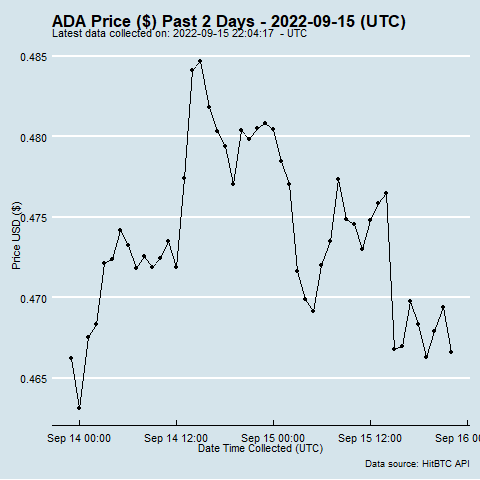 ADA Price ($) Past 2 Days - 2022-09-15 (UTC)
Latest data collected on: 2022-09-15 22:04:17 - UTC
0.485
0.480
0.475
0.470
0.465
Price USD ($)
Sep 14 00:00 Sep 14 12:00 Sep 15 00:00 Sep 15 12:00 Sep 16 00
Date Time Collected (UTC)
Data source: HitBTC API